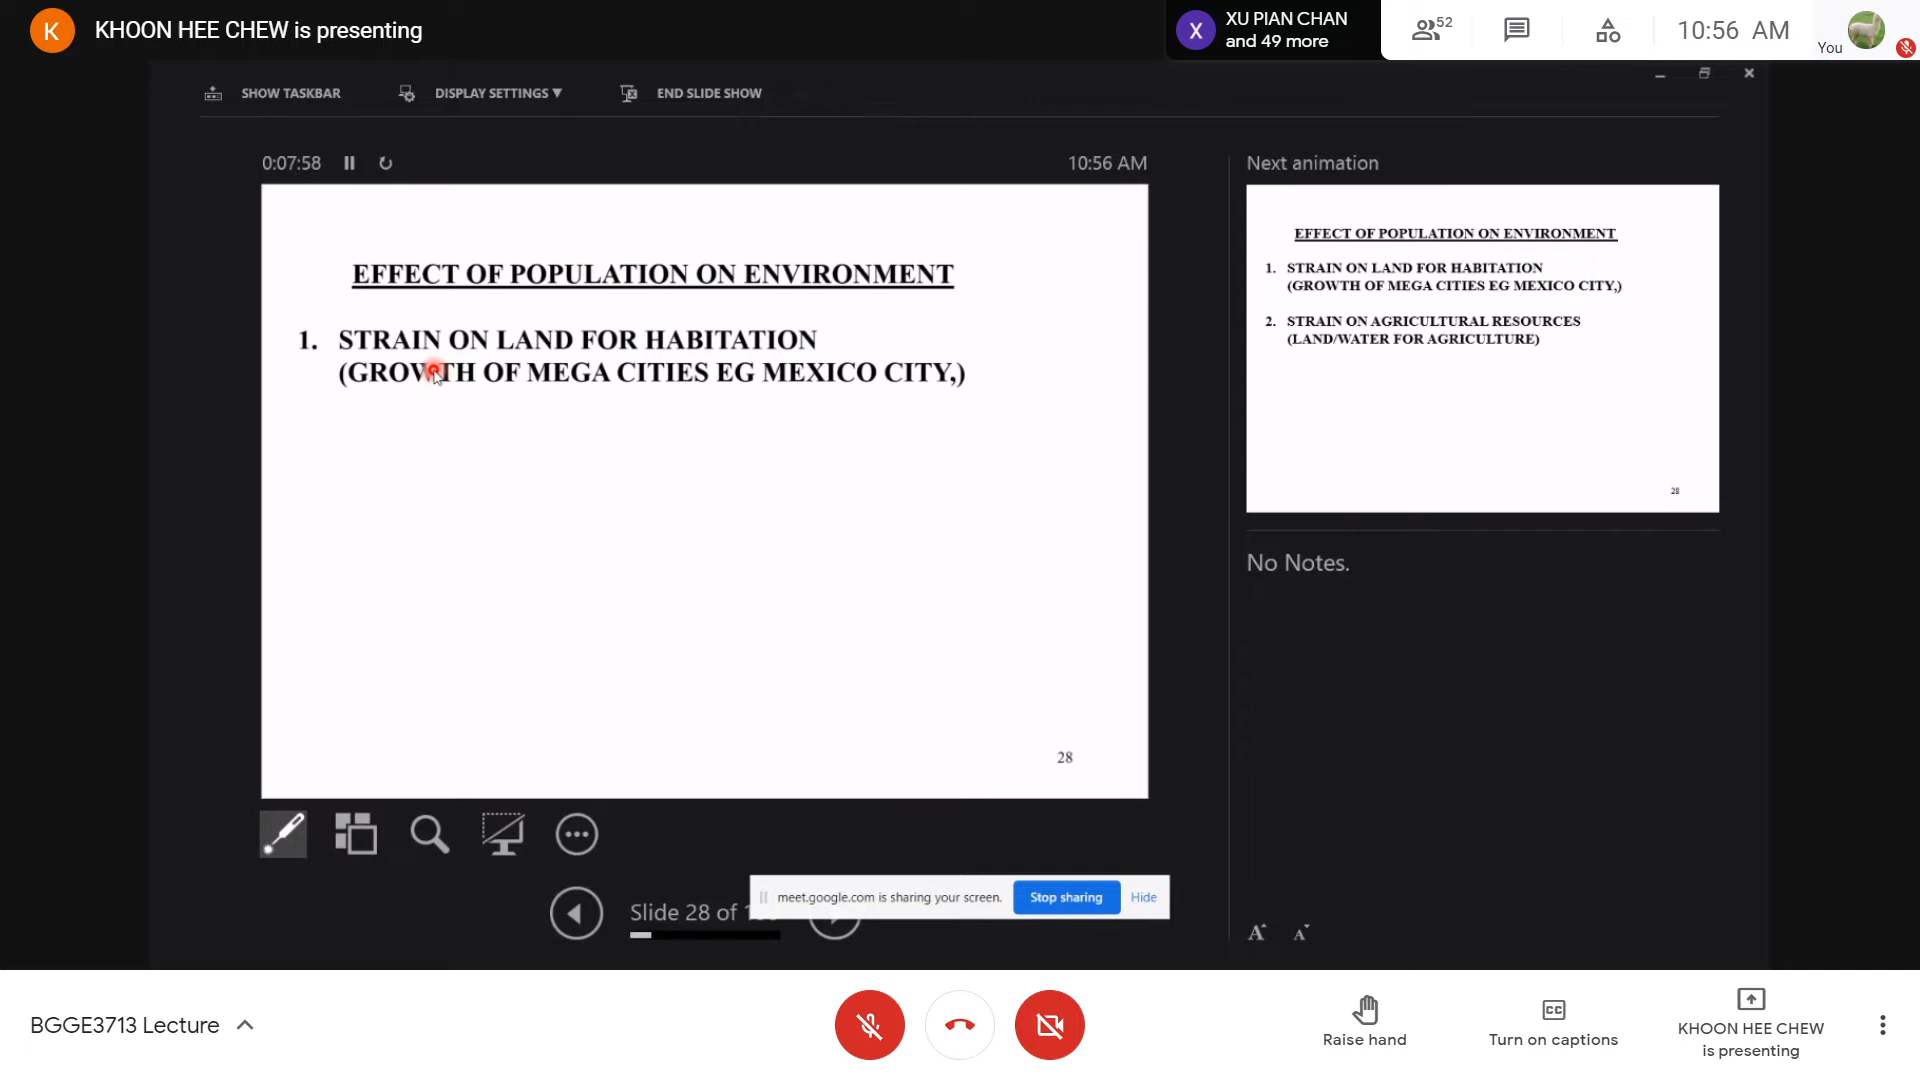 K
KHOON HEE CHEW is presenting
X
XU PIAN CHAN
and 49 more
52
10:56 AM
You
SHOW TASKBAR
DISPLAY SETTINGS ▼
END SLIDE SHOW
0:07:58
10:56 AM
EFFECT OF POPULATION ON ENVIRONMENT
1. STRAIN ON LAND FOR HABITATION
(GROWTH OF MEGA CITIES EG MEXICO CITY,)
28
Next animation
EFFECT OF POPULATION ON ENVIRONMENT
1. STRAIN ON LAND FOR HABITATION
(GROWTH OF MEGA CITIES EG MEXICO CITY,)
2. STRAIN ON AGRICULTURAL RESOURCES
(LAND/WATER FOR AGRICULTURE)
28
No Notes.
Slide 28 of
meet.google.com is sharing your screen.
Stop sharing
Hide
A A
BGGE3713 Lecture
Raise hand
CC
Turn on captions
KHOON HEE CHEW
is presenting